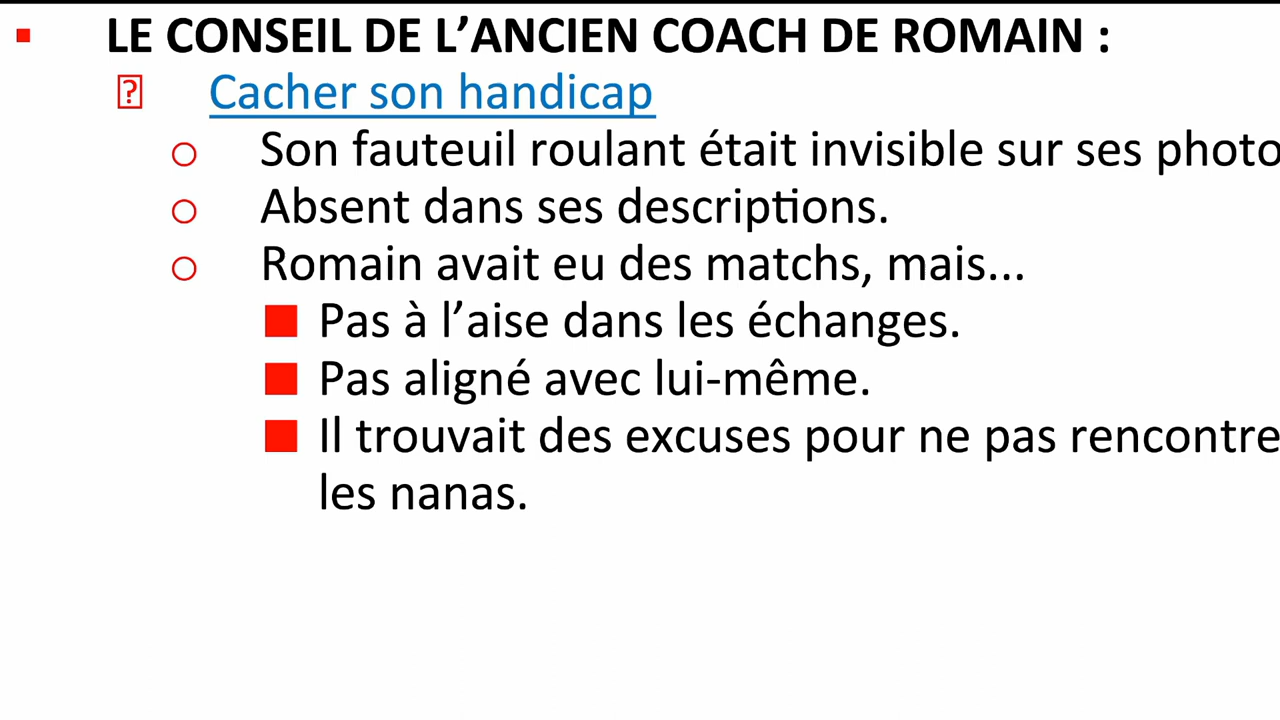 LE CONSEIL DE L’ANCIEN COACH DE ROMAIN :
Cacher son handicap
Son fauteuil roulant était invisible sur ses photo
Absent dans ses descriptions.
Romain avait eu des matchs, mais...
Pas à l’aise dans les échanges.
Pas aligné avec lui-même.
Il trouvait des excuses pour ne pas rencontre
les nanas.